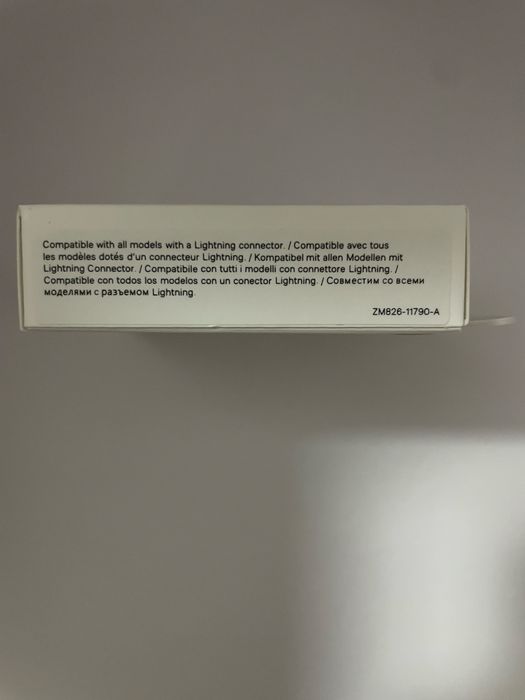 Compatible with all models with a Lightning connector. / Compatible avec tous
les modèles dotés d'un connecteur Lightning. / Kompatibel mit allen Modellen mit
Lightning Connector. / Compatibile con tutti i modelli con connettore Lightning. /
Compatible con todos los modelos con un conector Lightning. / Совместим со всеми
моделями с разъемом Lightning.
ZM826-11790-A